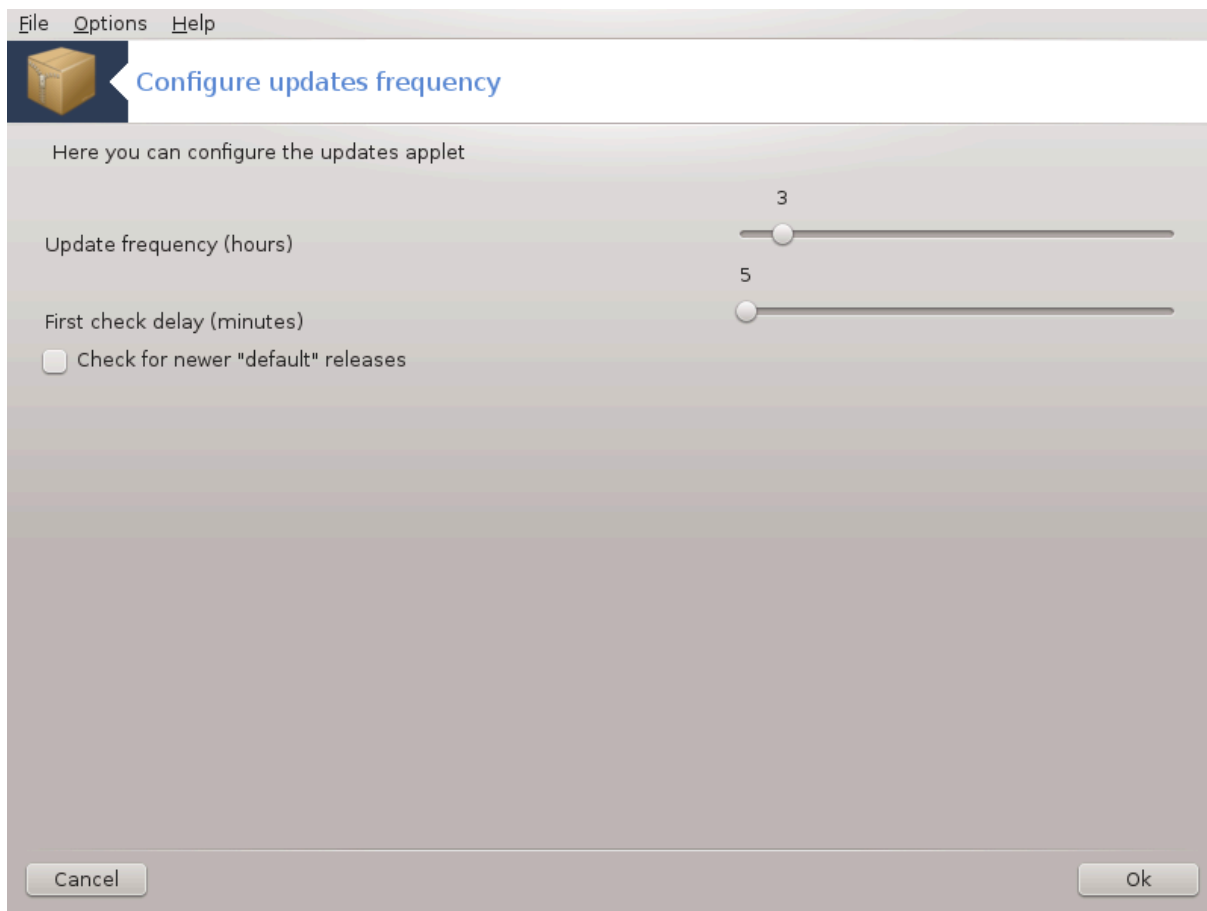 File Options Help
Configure updates frequency
Here you can configure the updates applet
3
Update frequency (hours)
5
First check delay (minutes)
Check for newer "default" releases
Cancel Ok